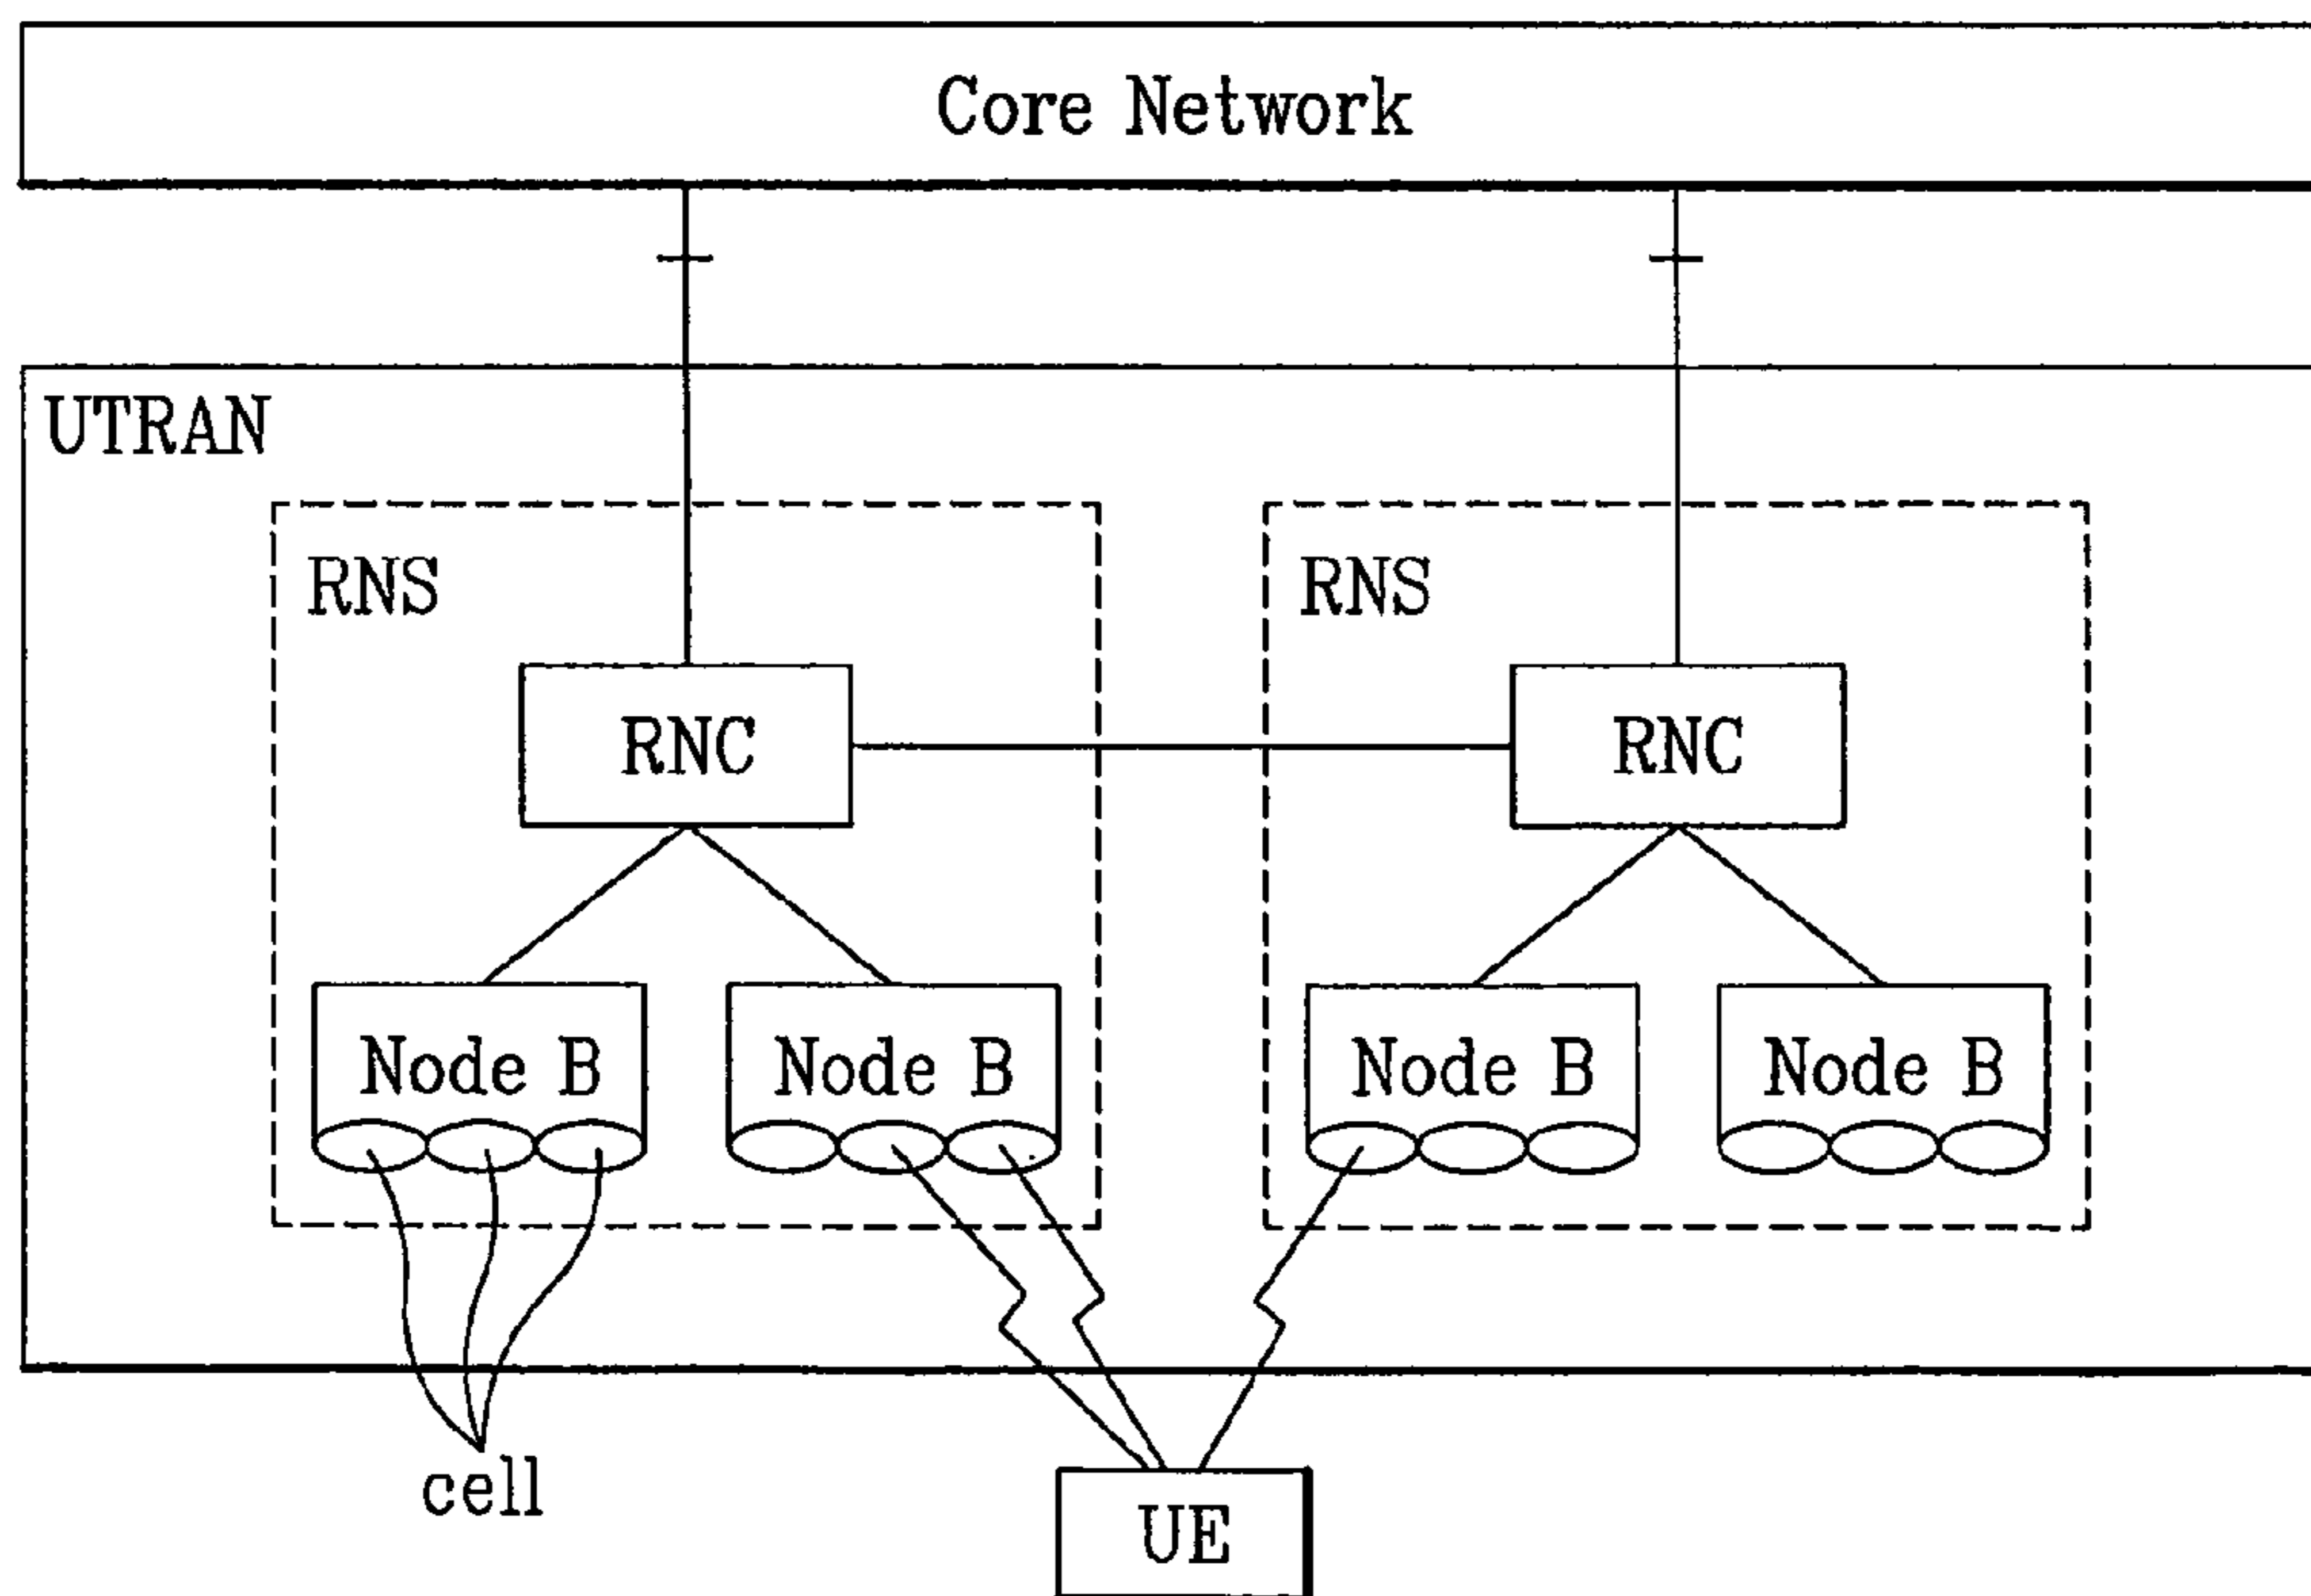 Core Network
UTRAN
RNS
RNS
RNC
RNC
Node B
Node B
Node B
Node B
cell
UE